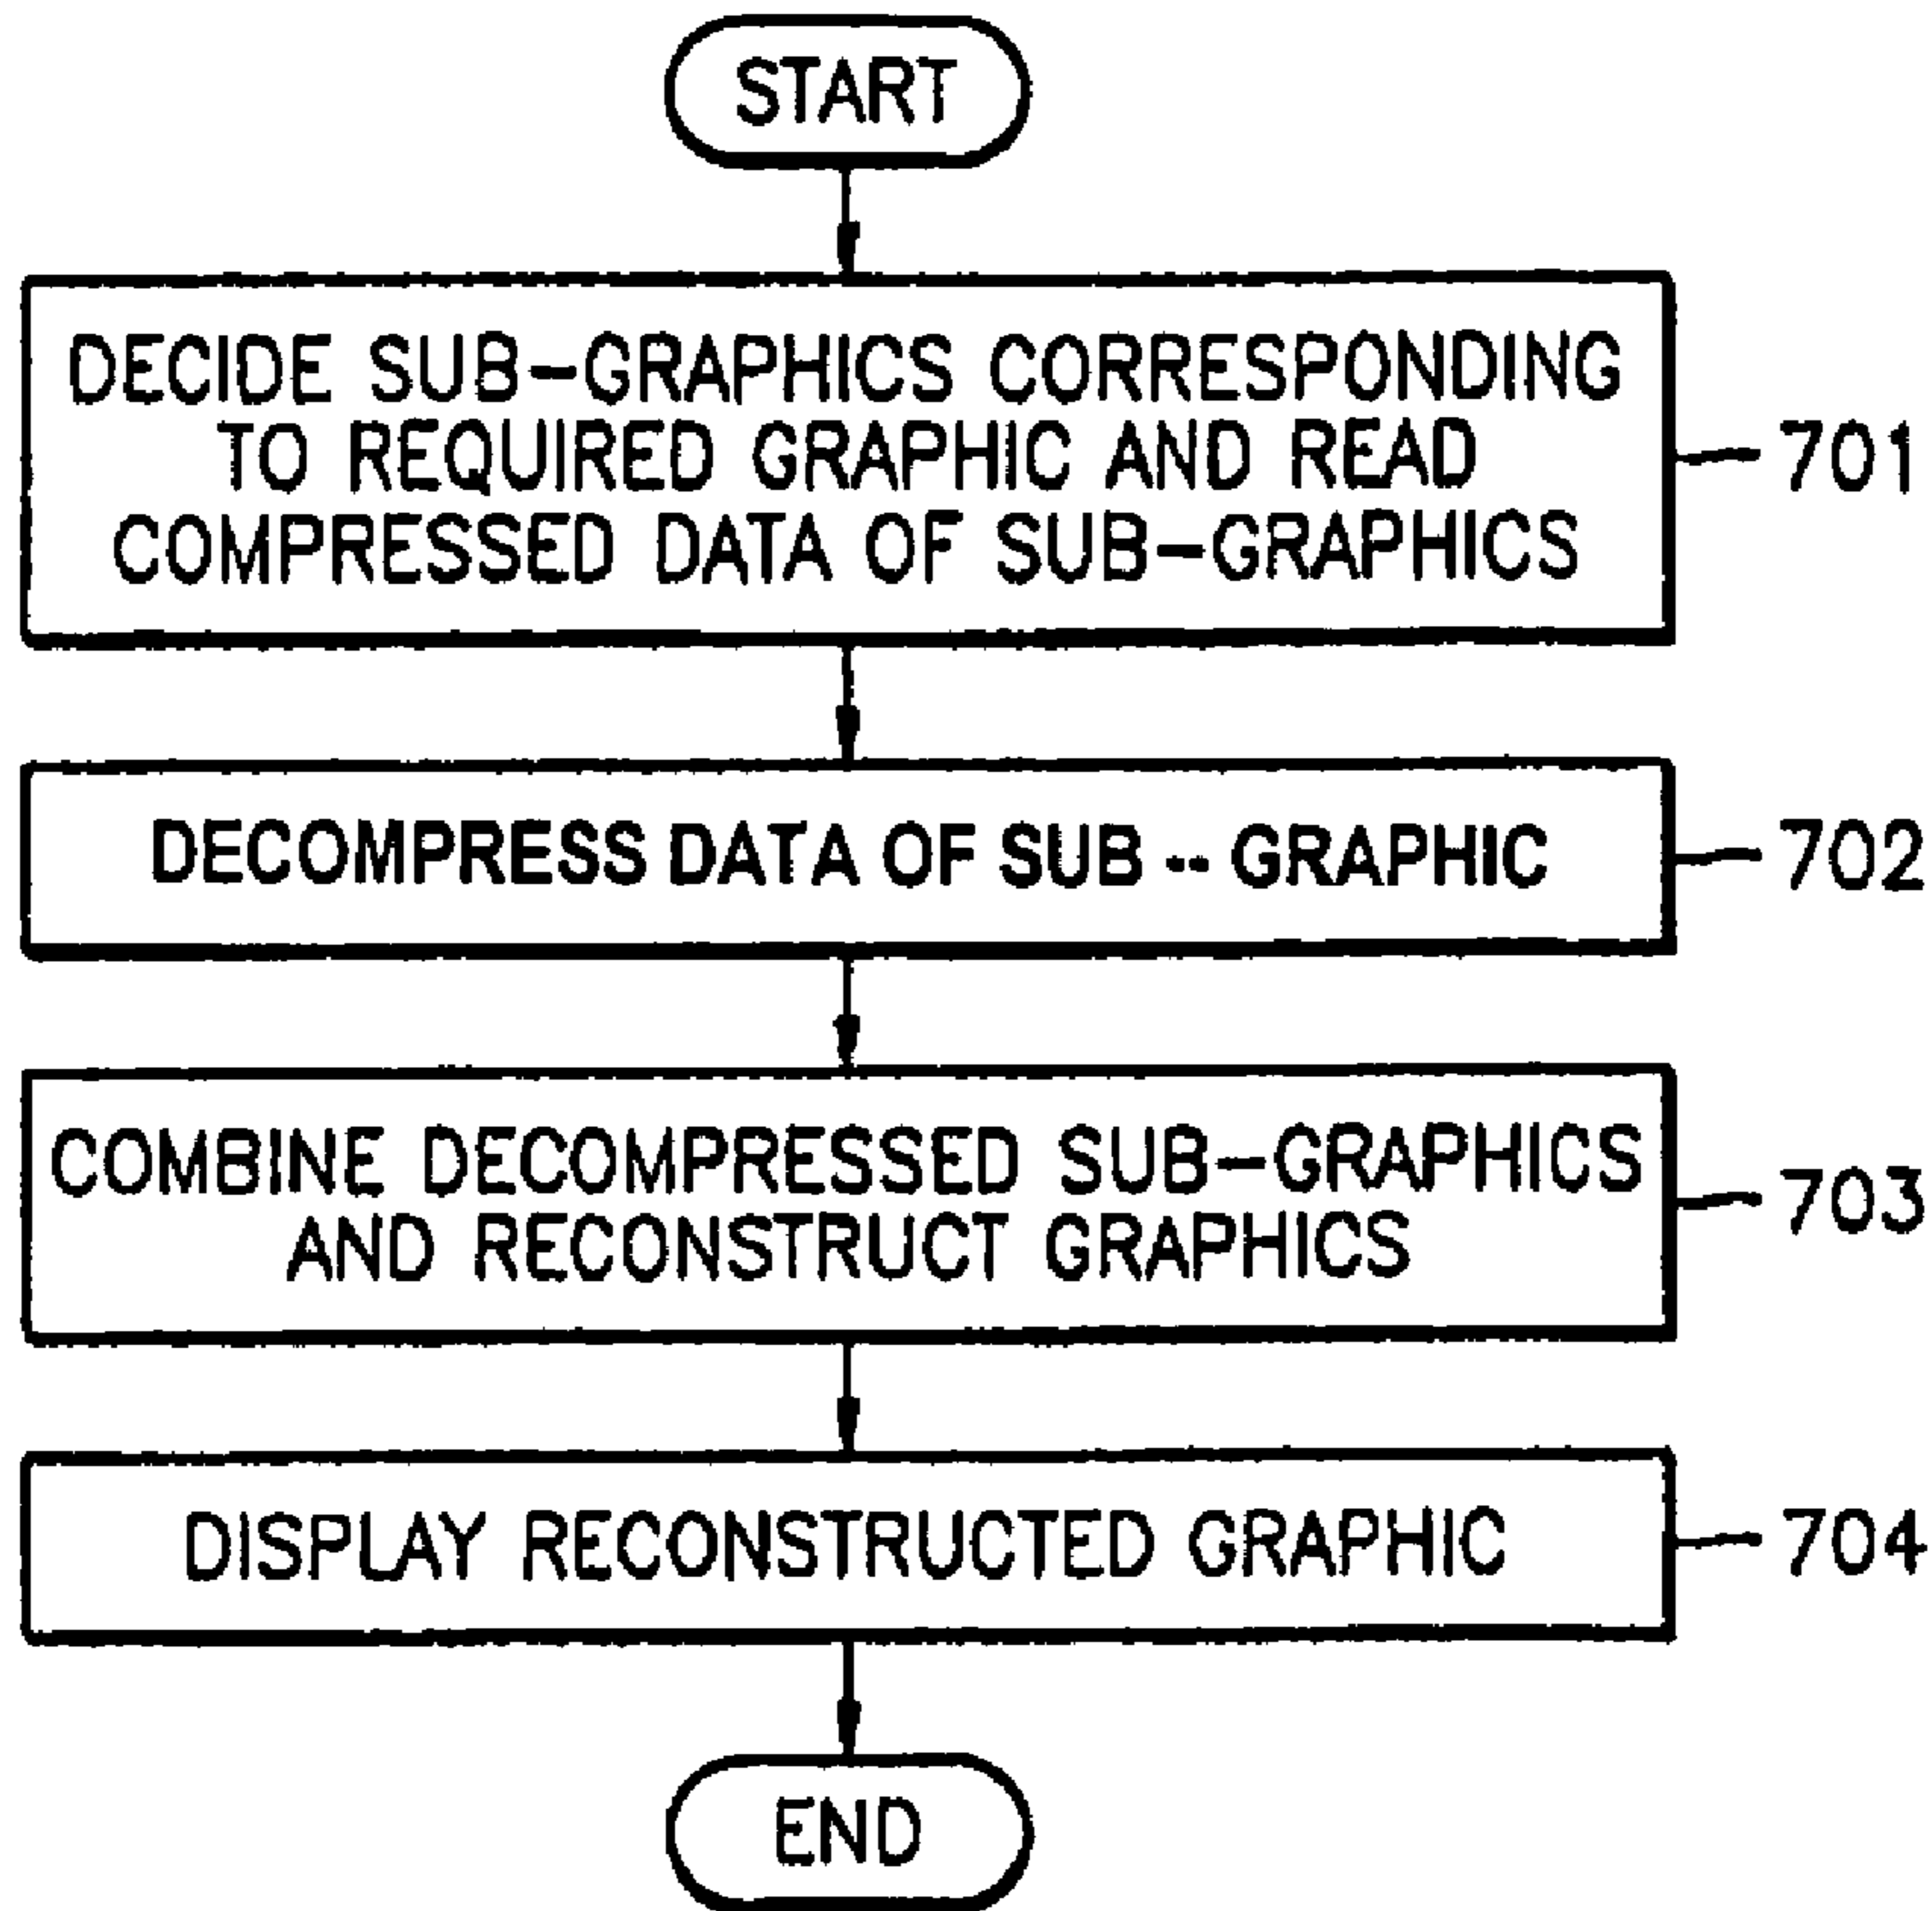 START
DECIDE SUB-GRAPHICS CORRESPONDING
TO REQUIRED GRAPHIC AND READ
COMPRESSED DATA OF SUB-GRAPHICS
701
DECOMPRESS DATA OF SUB--GRAPHIC
702
COMBINE DECOMPRESSED SUB-GRAPHICS
AND RECONSTRUCT GRAPHICS
703
DISPLAY RECONSTRUCTED GRAPHIC
704
END